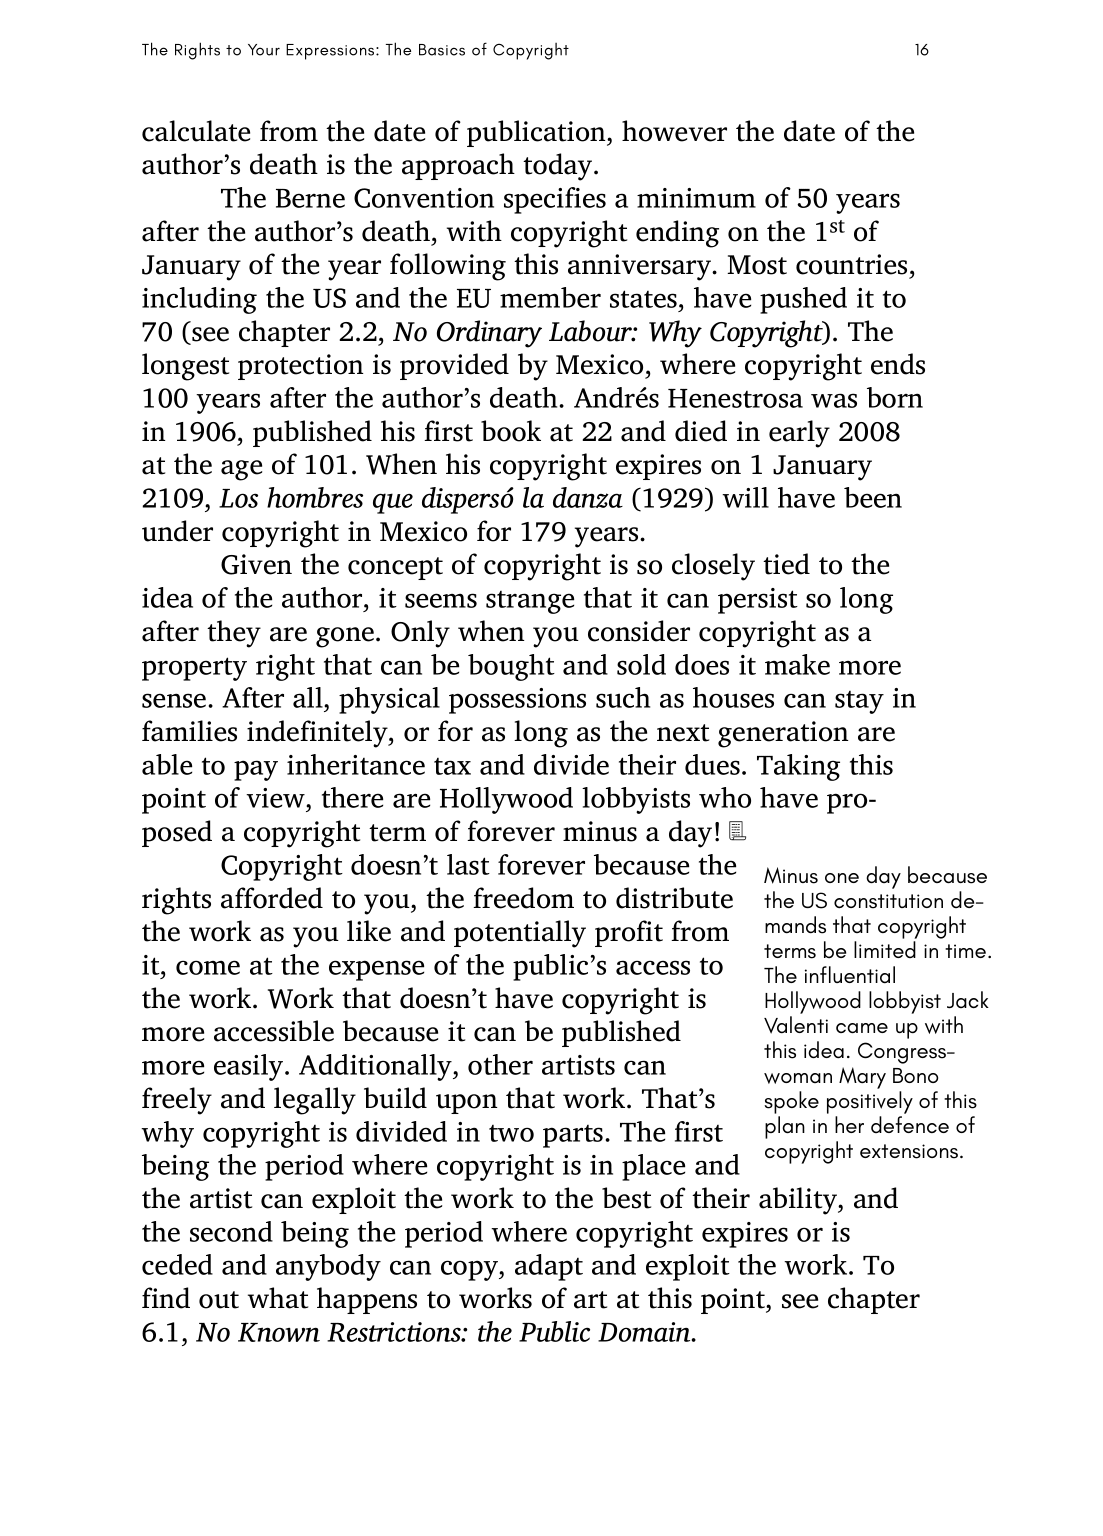 The Rights to Your Expressions: The Basics of Copyright 16
calculate from the date of publication, however the date of the
author’s death is the approach today.
The Berne Convention specifies a minimum of 50 years
after the author’s death, with copyright ending on the 1st of
January of the year following this anniversary. Most countries,
including the US and the EU member states, have pushed it to
70 (see chapter 2.2, No Ordinary Labour: Why Copyright). The
longest protection is provided by Mexico, where copyright ends
100 years after the author’s death. Andrés Henestrosa was born
in 1906, published his first book at 22 and died in early 2008
at the age of 101. When his copyright expires on 1 January
2109, Los hombres que dispersó la danza (1929) will have been
under copyright in Mexico for 179 years.
Given the concept of copyright is so closely tied to the
idea of the author, it seems strange that it can persist so long
after they are gone. Only when you consider copyright as a
property right that can be bought and sold does it make more
sense. After all, physical possessions such as houses can stay in
families indefinitely, or for as long as the next generation are
able to pay inheritance tax and divide their dues. Taking this
point of view, there are Hollywood lobbyists who have pro-
posed a copyright term of forever minus a day!
Copyright doesn’t last forever because the
rights afforded to you, the freedom to distribute
the work as you like and potentially profit from
it, come at the expense of the public’s access to
the work. Work that doesn’t have copyright is
more accessible because it can be published
more easily. Additionally, other artists can
freely and legally build upon that work. That’s
why copyright is divided in two parts. The first
being the period where copyright is in place and
the artist can exploit the work to the best of their ability, and
the second being the period where copyright expires or is
ceded and anybody can copy, adapt and exploit the work. To
find out what happens to works of art at this point, see chapter
6.1, No Known Restrictions: the Public Domain.
Minus one day because
the US constitution de-
mands that copyright
terms be limited in time.
The influential
Hollywood lobbyist Jack
Valenti came up with
this idea. Congress-
woman Mary Bono
spoke positively of this
plan in her defence of
copyright extensions.